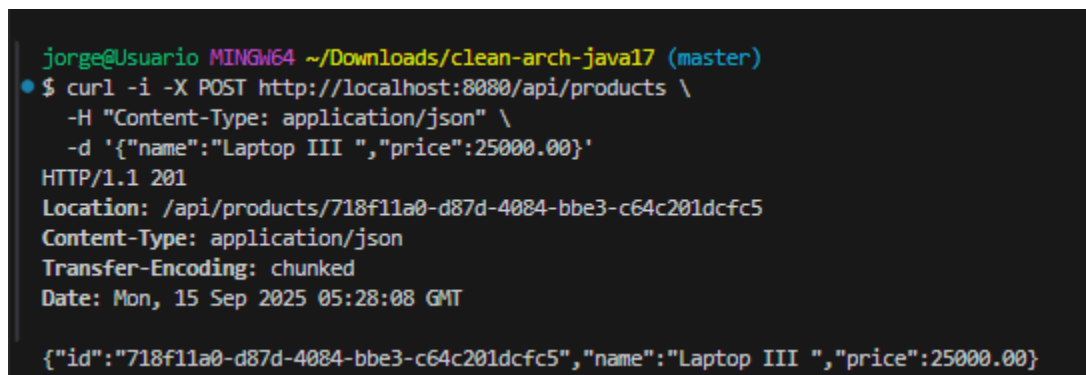 jorge@Usuario MINGW64 ~/Downloads/clean-arch-java17 (master)
$ curl -i -X POST http://localhost:8080/api/products \
  -H "Content-Type: application/json" \
  -d '{"name":"Laptop III ","price":25000.00}'
HTTP/1.1 201
Location: /api/products/718f11a0-d87d-4084-bbe3-c64c201dcfc5
Content-Type: application/json
Transfer-Encoding: chunked
Date: Mon, 15 Sep 2025 05:28:08 GMT

{"id":"718f11a0-d87d-4084-bbe3-c64c201dcfc5","name":"Laptop III ","price":25000.00}